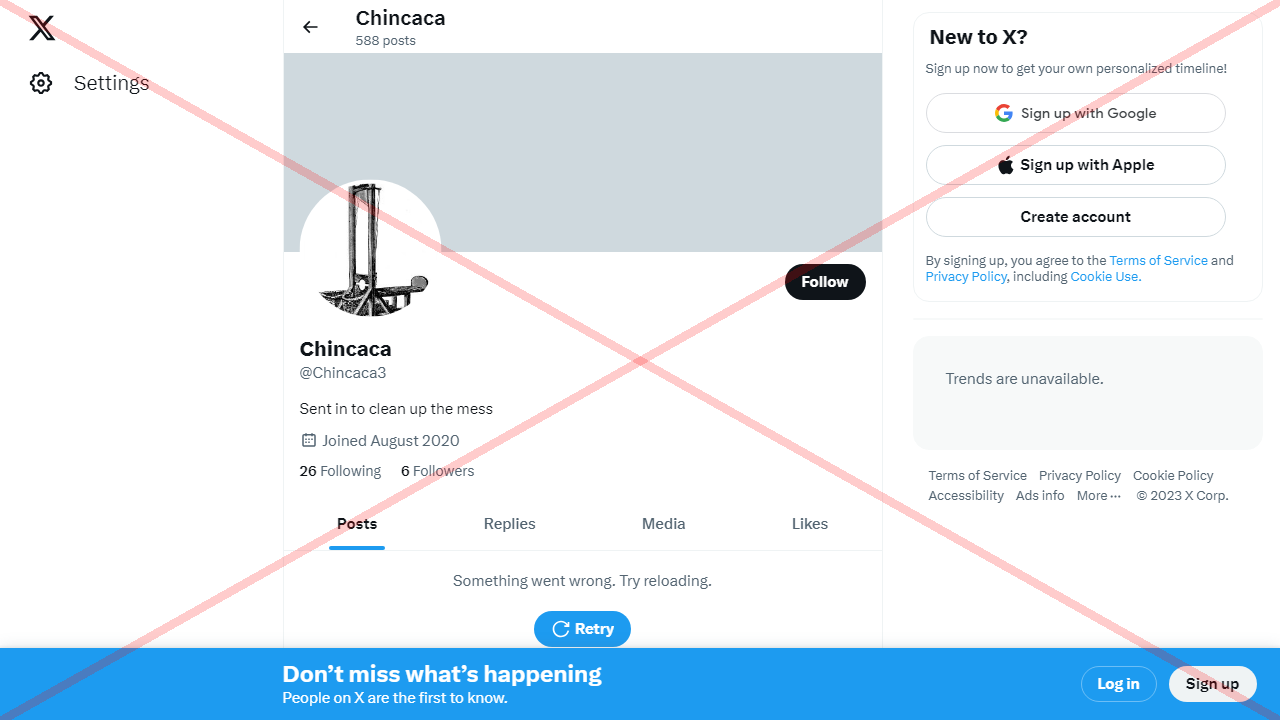 Settings
Chincaca
588 posts
Follow
Chincaca
@Chincaca3
Sent in to clean up the mess
Joined August 2020
26 Following 6 Followers
Posts Replies Media Likes
Something went wrong. Try reloading.
Retry
New to X?
Sign up now to get your own personalized timeline!
Sign up with Google
Sign up with Apple
Create account
By signing up, you agree to the Terms of Service and
Privacy Policy, including Cookie Use.
Trends are unavailable.
Terms of Service Privacy Policy Cookie Policy
Accessibility Ads info More ··· © 2023 X Corp.
Don’t miss what’s happening
People on X are the first to know.
Log in Sign up